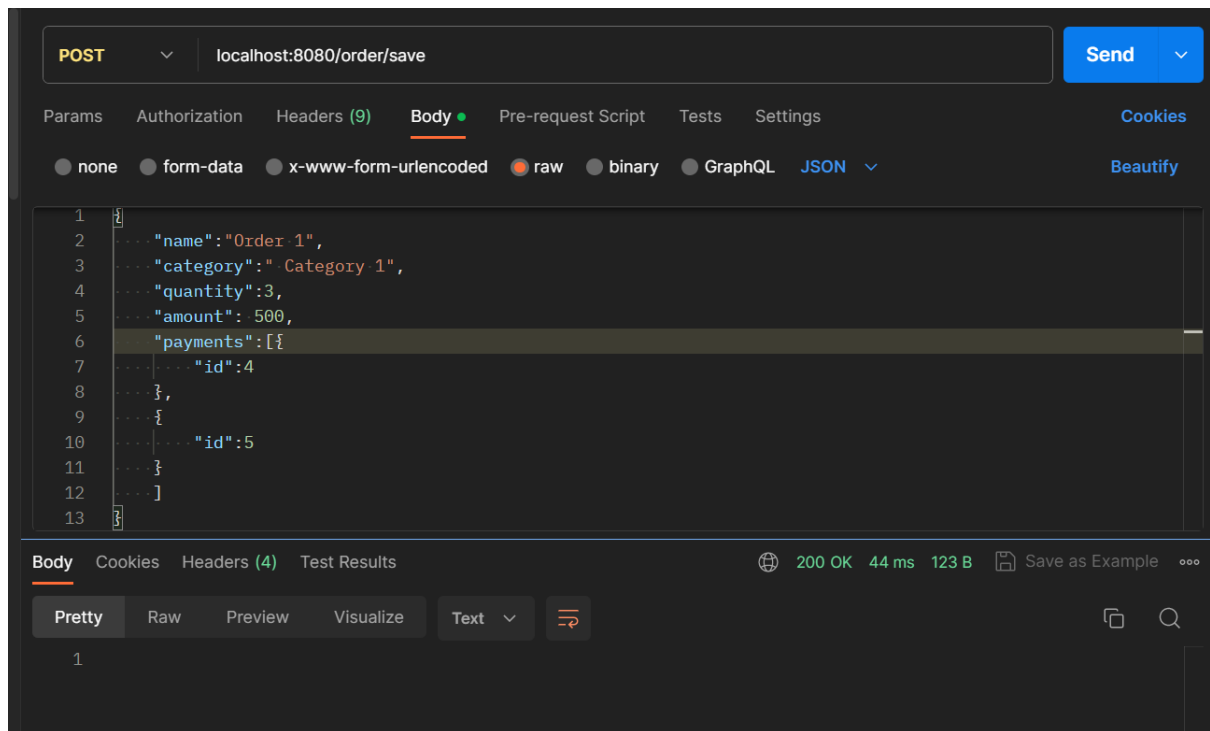 POST localhost:8080/order/save Send
Params Authorization Headers (9) Body Pre-request Script Tests Settings Cookies
none form-data x-www-form-urlencoded raw binary GraphQL JSON Beautify
1 {
2 "name":"Order 1",
3 "category":" Category 1",
4 "quantity":3,
5 "amount": 500,
6 "payments":[{
7 "id":4
8 },
9 {
10 "id":5
11 }
12 ]
13 }
Body Cookies Headers (4) Test Results 200 OK 44 ms 123 B Save as Example
Pretty Raw Preview Visualize Text
1